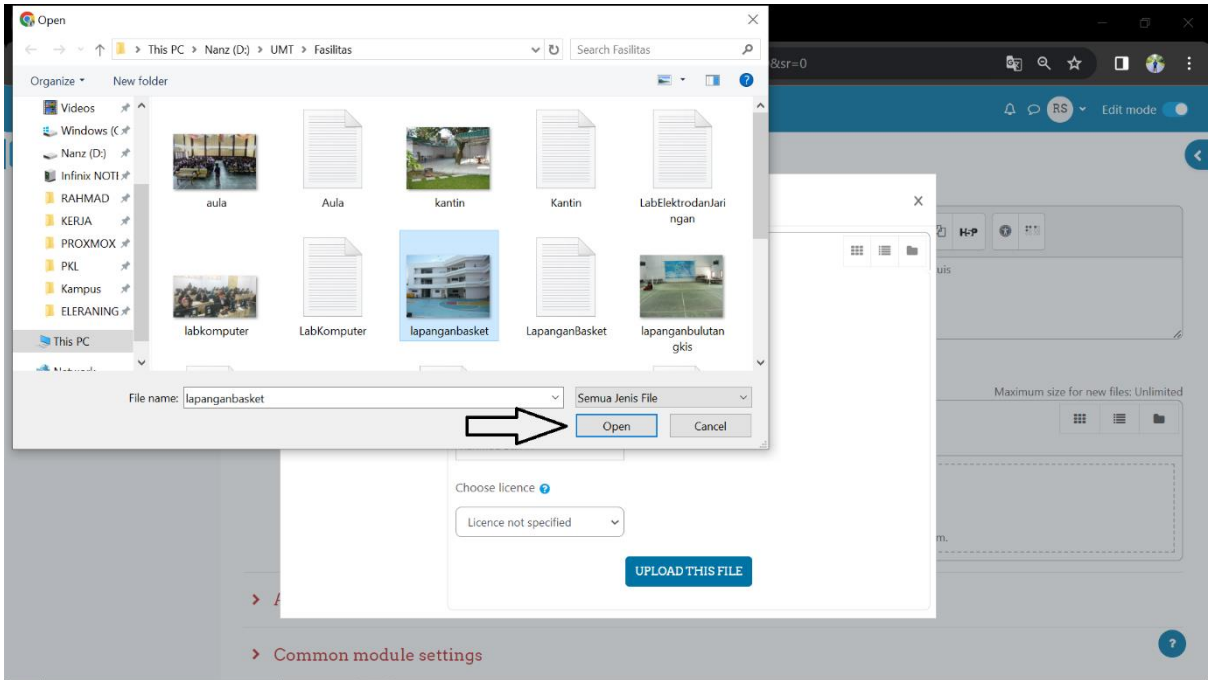 Open
This PC > Nanz (D:) > UMT > Fasilitas
Search Fasilitas
&sr=0
Organize
New folder
RS
Edit mode
Videos
Windows (C
Nanz (D:)
Infinix NOTI
RAHMAD
KERJA
PROXMOX
PKL
Kampus
ELERANING
This PC
Network
aula
Aula
kantin
Kantin
LabElektrodanJari
ngan
labkomputer
LabKomputer
lapanganbasket
LapanganBasket
lapanganbulutan
gkis
H-P
uis
File name: lapanganbasket
Semua Jenis File
Open
Cancel
Maximum size for new files: Unlimited
Choose licence
Licence not specified
m.
UPLOAD THIS FILE
Common module settings